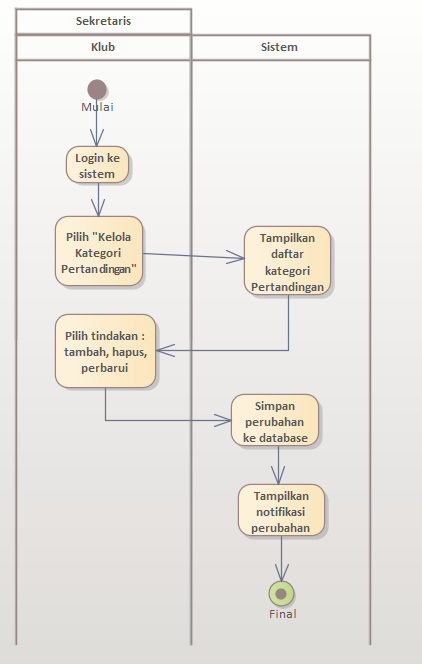 Sekretaris
Klub
Sistem
Mulai
Login ke
sistem
Pilih "Kelola
Kategori
Pertandingan"
Tampilkan
daftar
kategori
Pertandingan
Pilih tindakan :
tambah, hapus,
perbarui
Simpan
perubahan
ke database
Tampilkan
notifikasi
perubahan
Final